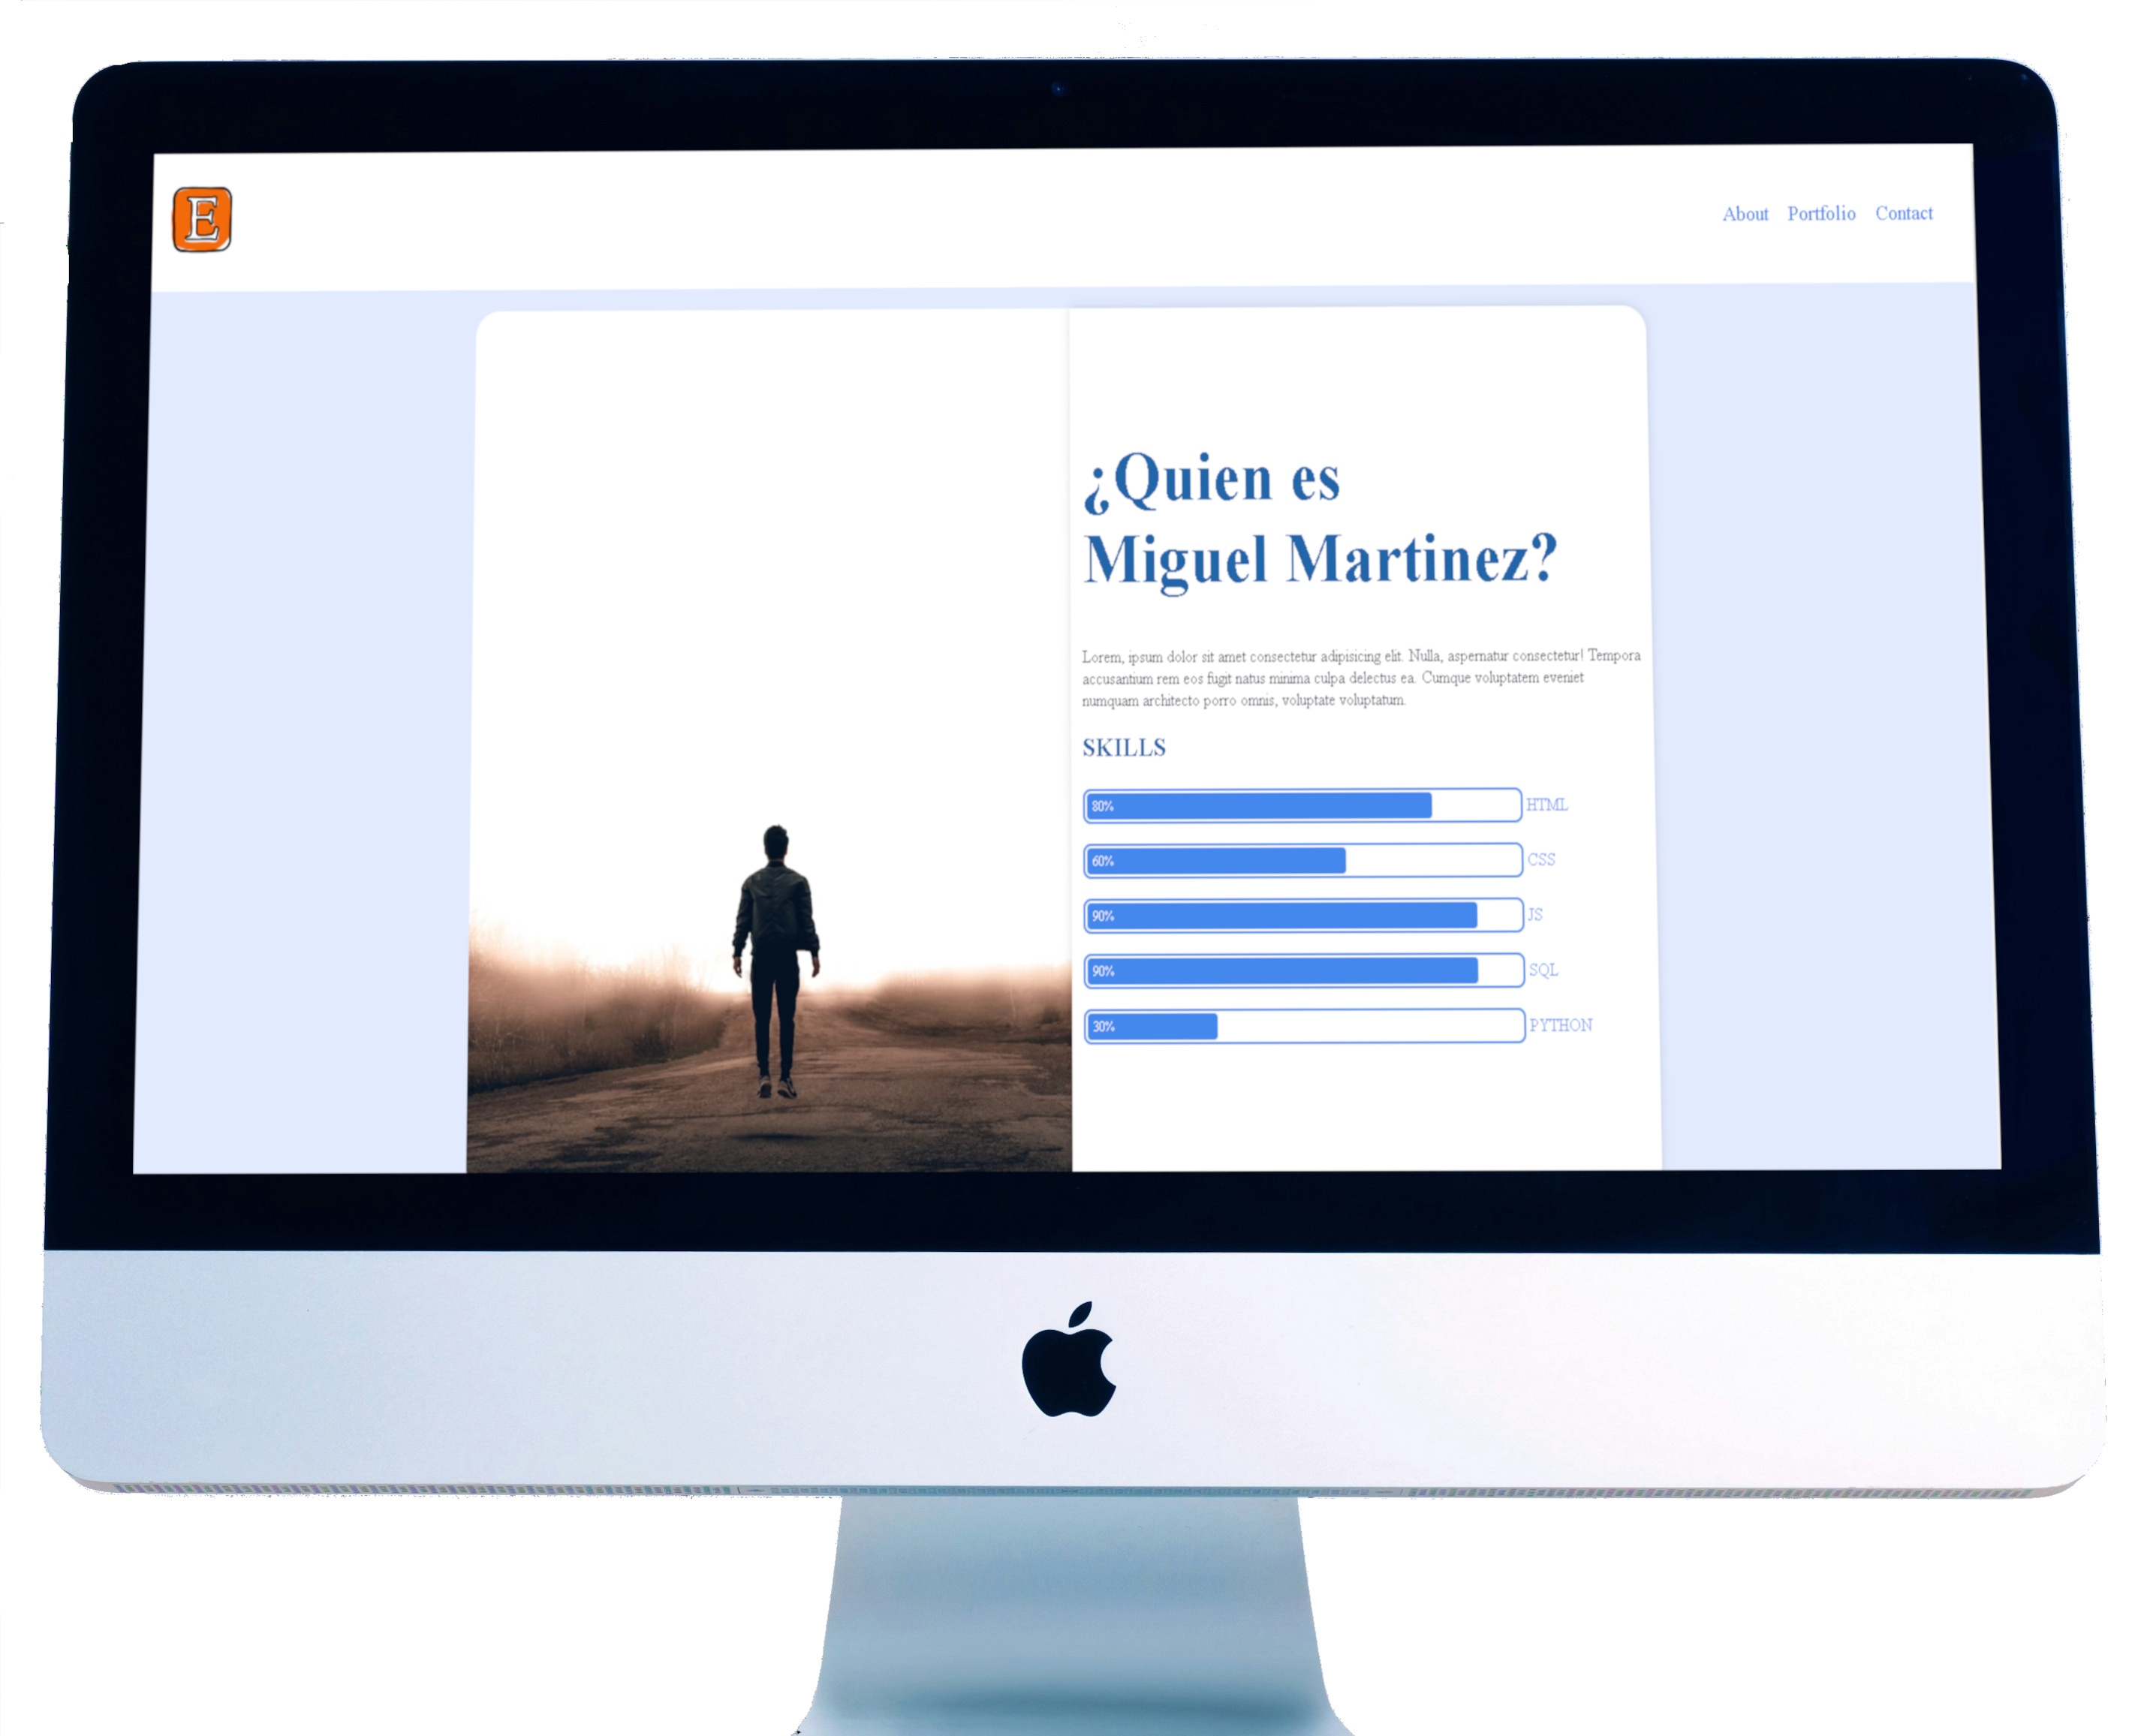 E
About Portfolio Contact
¿Quien es
Miguel Martinez?
Lorem, ipsum dolor sit amet consectetur adipisicing elit. Nulla, aspernatur consectetur! Tempora
accusantium rem eos fugit natus minima culpa delectus ea. Cumque voluptatem eveniet
numquam architecto porro omnis, voluptate voluptatum.
SKILLS
80% HTML
60% CSS
90% JS
90% SQL
30% PYTHON